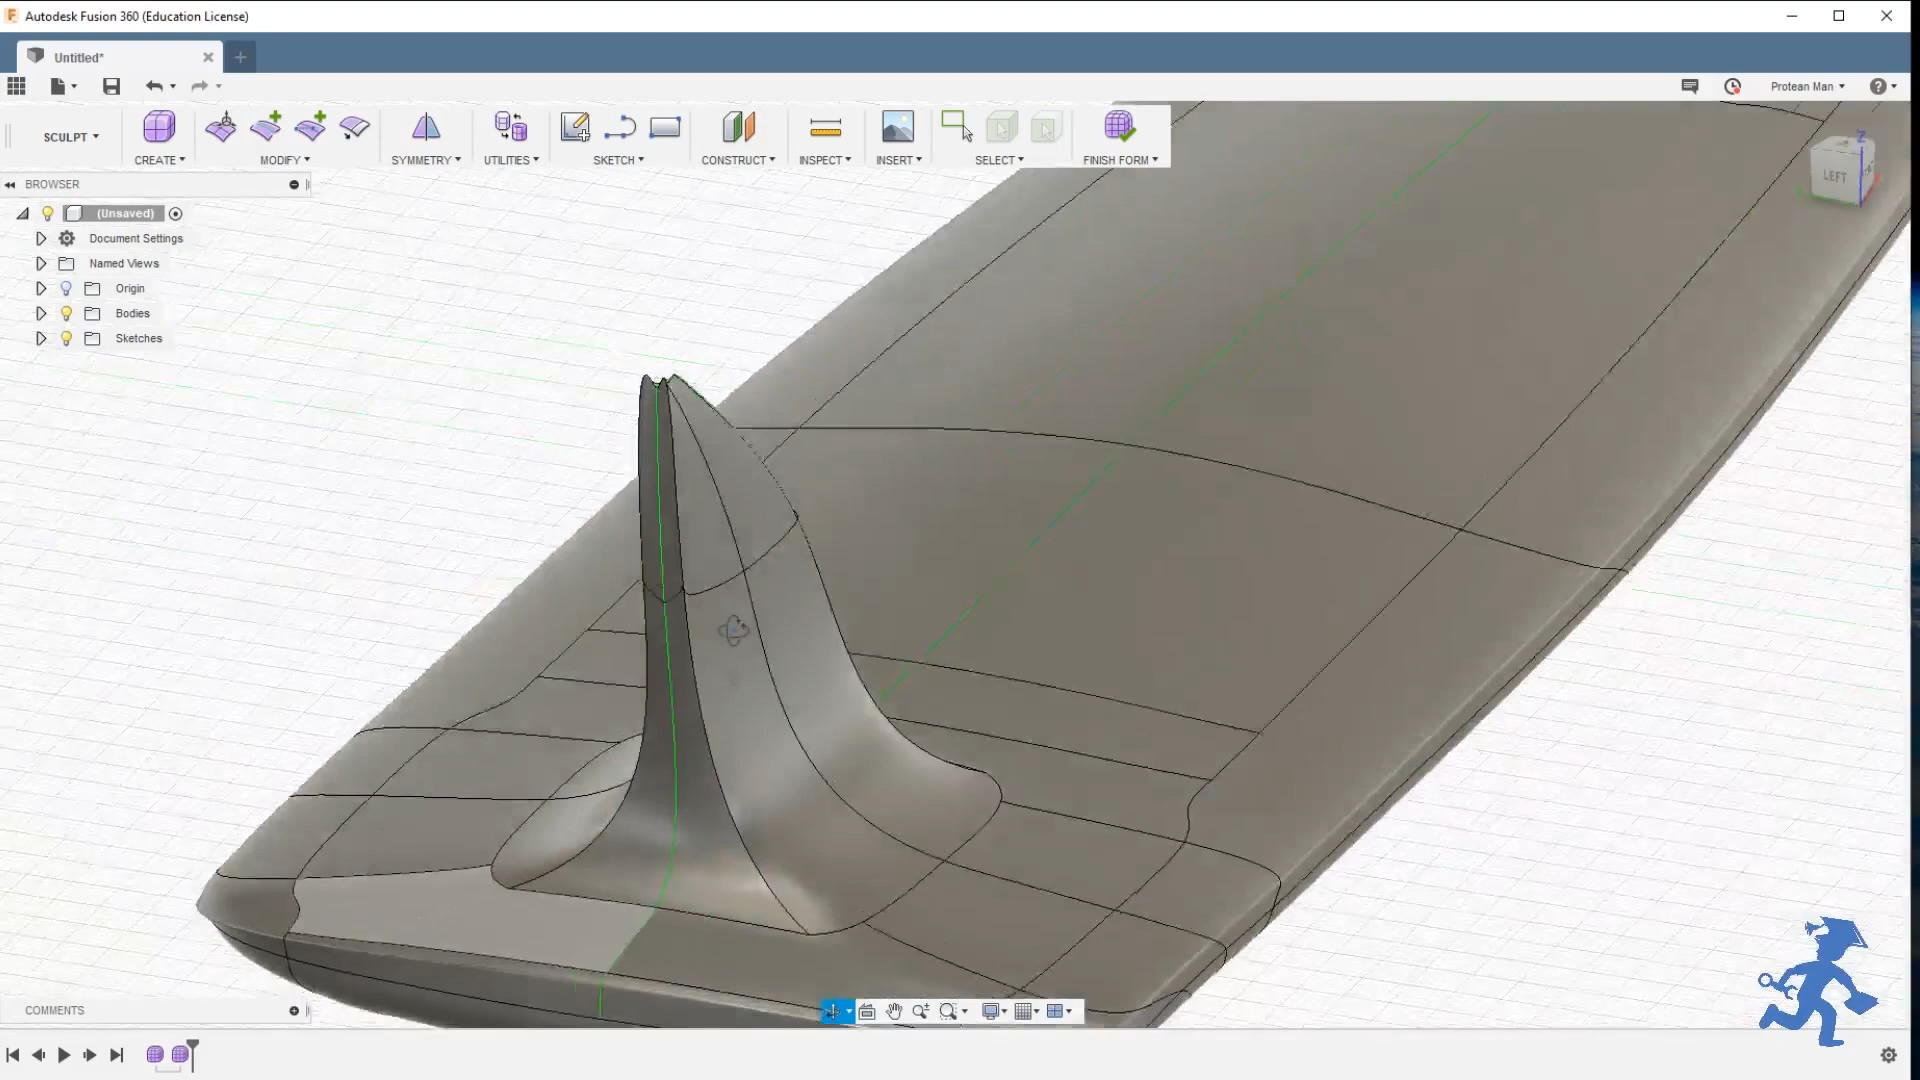 Autodesk Fusion 360 (Education License)
Untitled*
Protean Man
SCULPT
CREATE
MODIFY
SYMMETRY
UTILITIES
SKETCH
CONSTRUCT
INSPECT
INSERT
SELECT
FINISH FORM
BROWSER
(Unsaved)
Document Settings
Named Views
Origin
Bodies
Sketches
Z
LEFT
COMMENTS